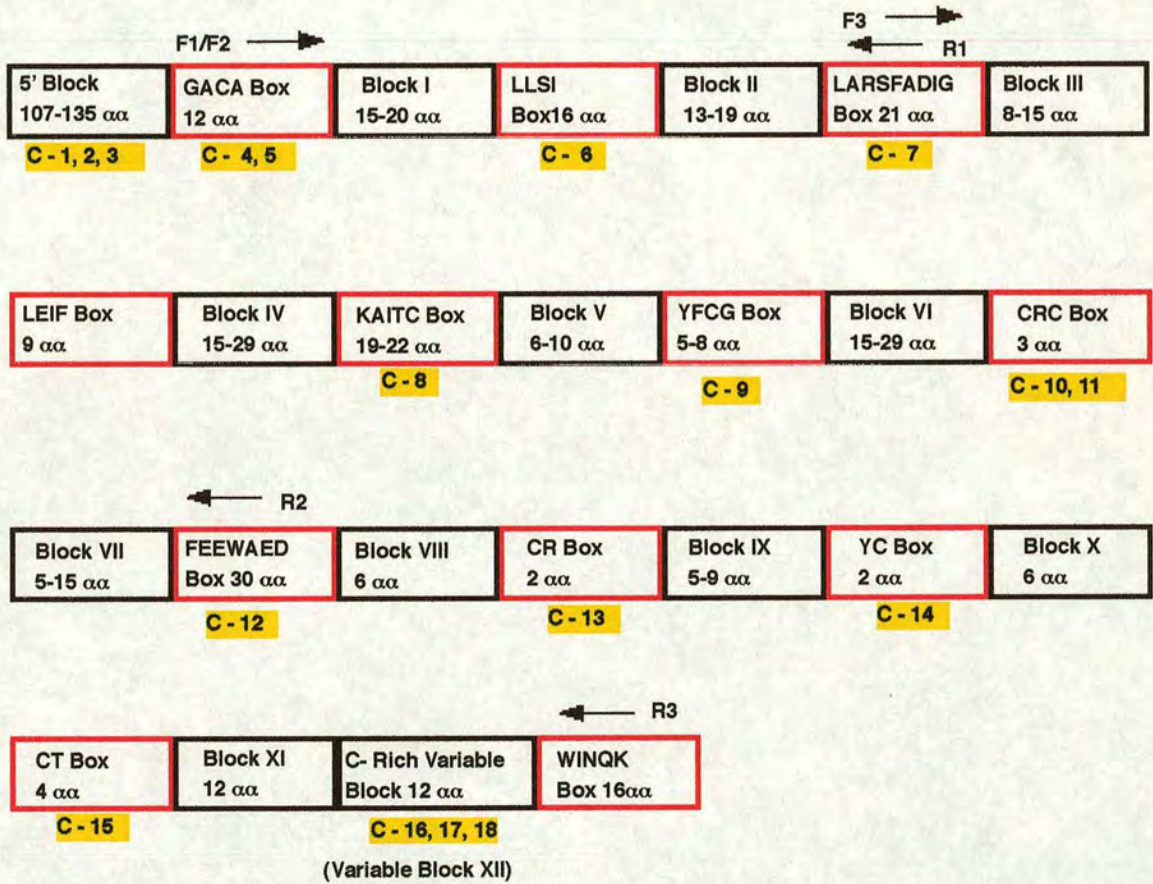 F1/F2
F3
R1
5' Block
107-135 αα
GACA Box
12 αα
Block I
15-20 αα
LLSI
Box16 αα
Block II
13-19 αα
LARSFADIG
Box 21 αα
Block III
8-15 αα
C - 1, 2, 3
C - 4, 5
C - 6
C - 7
LEIF Box
9 αα
Block IV
15-29 αα
KAITC Box
19-22 αα
Block V
6-10 αα
YFCG Box
5-8 αα
Block VI
15-29 αα
CRC Box
3 αα
C - 8
C - 9
C - 10, 11
R2
Block VII
5-15 αα
FEEWAED
Box 30 αα
Block VIII
6 αα
CR Box
2 αα
Block IX
5-9 αα
YC Box
2 αα
Block X
6 αα
C - 12
C - 13
C - 14
R3
CT Box
4 αα
Block XI
12 αα
C- Rich Variable
Block 12 αα
WINQK
Box 16αα
C - 15
C - 16, 17, 18
(Variable Block XII)